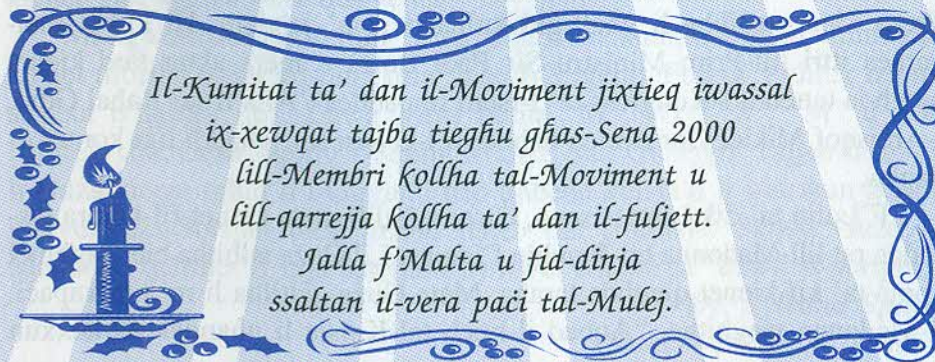 Il-Kumitat ta' dan il-Moviment jixtieq iwassal
ix-xewqat tajba tiegħu għas-Sena 2000
lill-Membri kollha tal-Moviment u
lill-qarrejja kollha ta' dan il-fuljett.
Jalla f'Malta u fid-dinja
ssaltan il-vera paċi tal-Mulej.